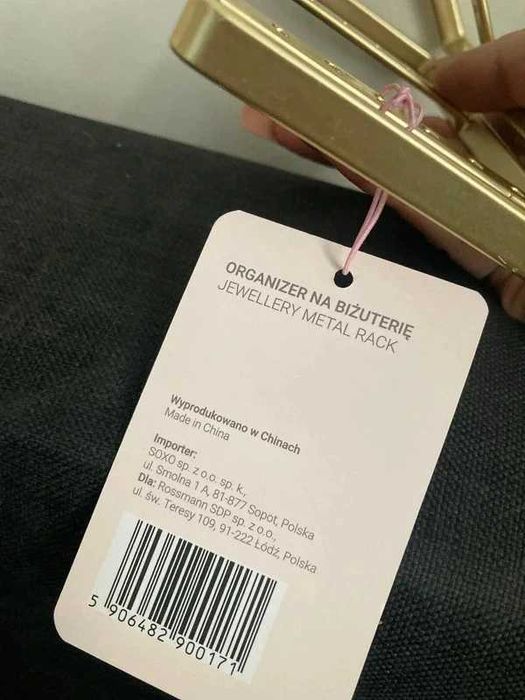 ORGANIZER NA BIŻUTERIĘ
JEWELLERY METAL RACK
Wyprodukowano w Chinach
Made in China
Importer:
SOXO sp. z o.o. sp. k.,
ul. Smolna 1 A, 81-877 Sopot, Polska
Dla: Rossmann SDP sp. z o.o.,
ul. św. Teresy 109, 91-222 Łódź, Polska
5 906482 900171